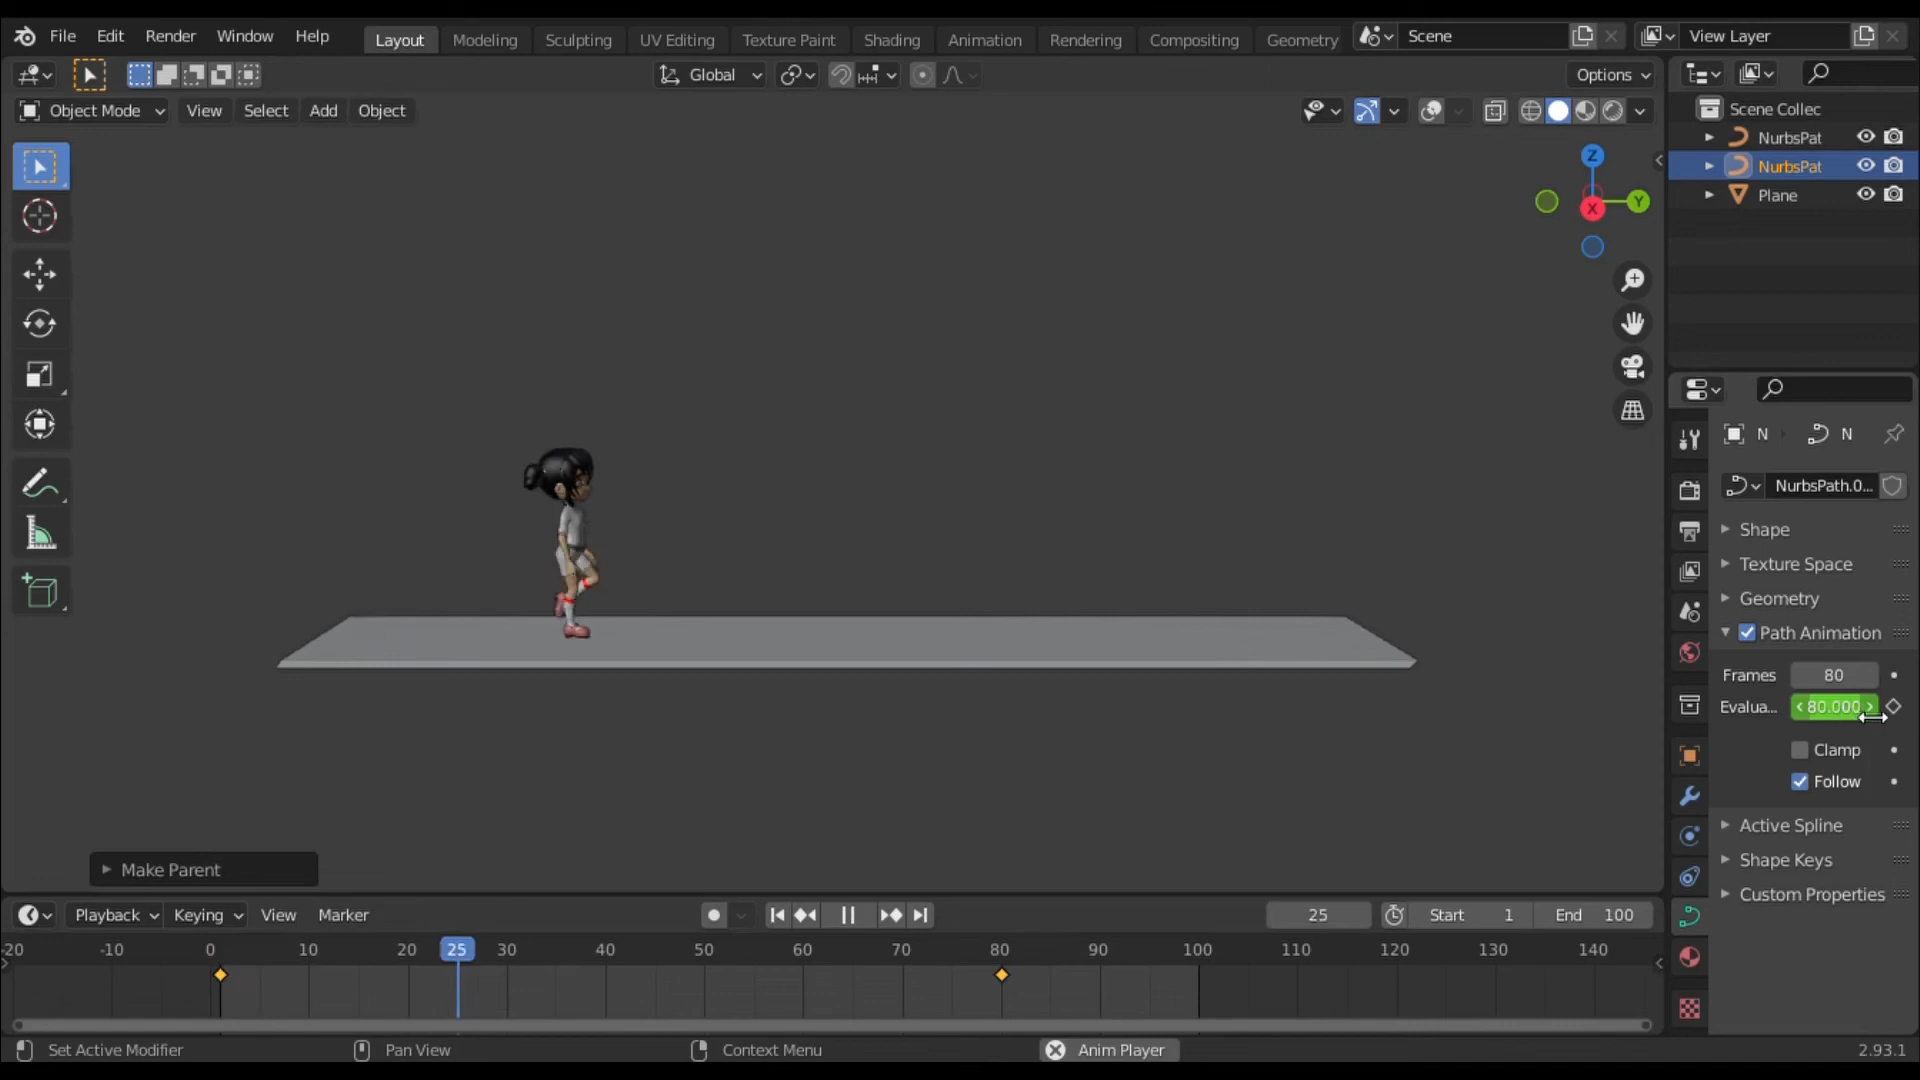 File Edit Render Window Help Layout Modeling Sculpting UV Editing Texture Paint Shading Animation Rendering Compositing Geometry Scene View Layer
Global Options
Object Mode View Select Add Object
Scene Collec
NurbsPat
NurbsPat
Plane
Z
Y
X
N N
NurbsPath.0...
Shape
Texture Space
Geometry
Path Animation
Frames 80
Evalua... 80.000
Clamp
Follow
Active Spline
Shape Keys
Custom Properties
Make Parent
Playback Keying View Marker 25 Start 1 End 100
-20 -10 0 10 20 25 30 40 50 60 70 80 90 100 110 120 130 140
Set Active Modifier Pan View Context Menu Anim Player 2.93.1